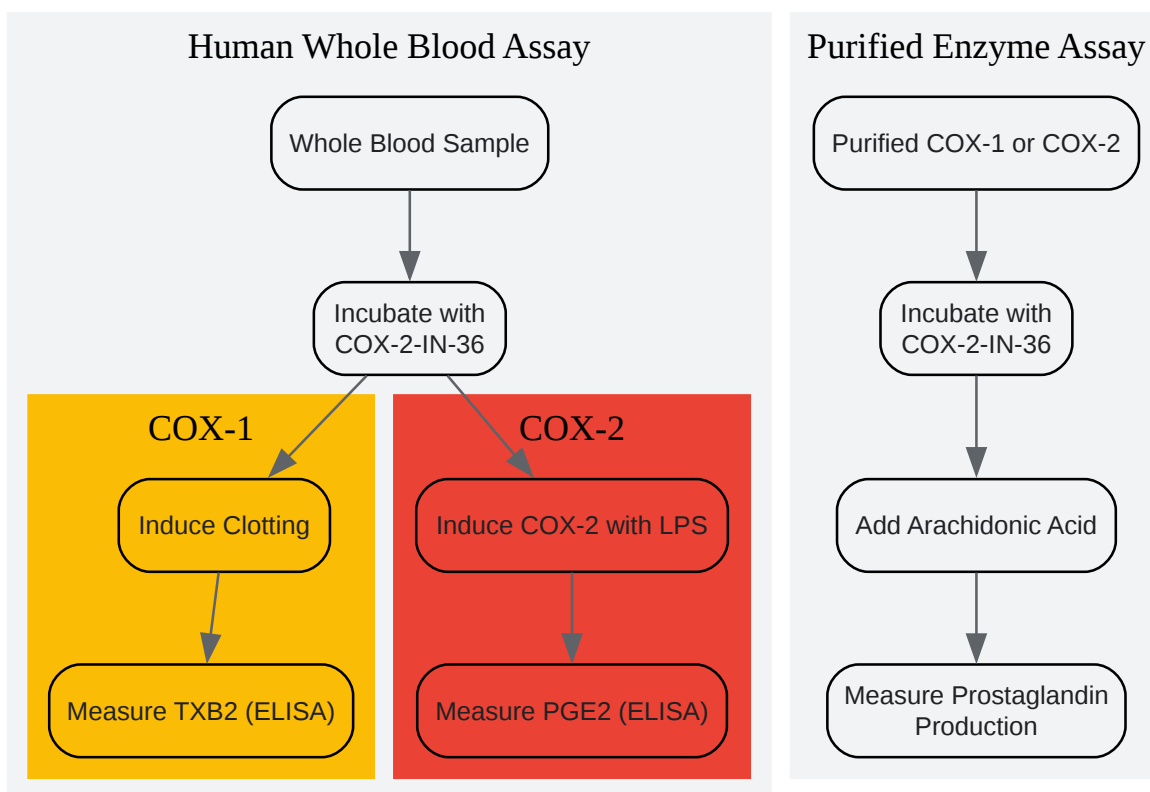 Human Whole Blood Assay
Whole Blood Sample
Incubate with
COX-2-IN-36
COX-1
Induce Clotting
Measure TXB2 (ELISA)
COX-2
Induce COX-2 with LPS
Measure PGE2 (ELISA)
Purified Enzyme Assay
Purified COX-1 or COX-2
Incubate with
COX-2-IN-36
Add Arachidonic Acid
Measure Prostaglandin
Production